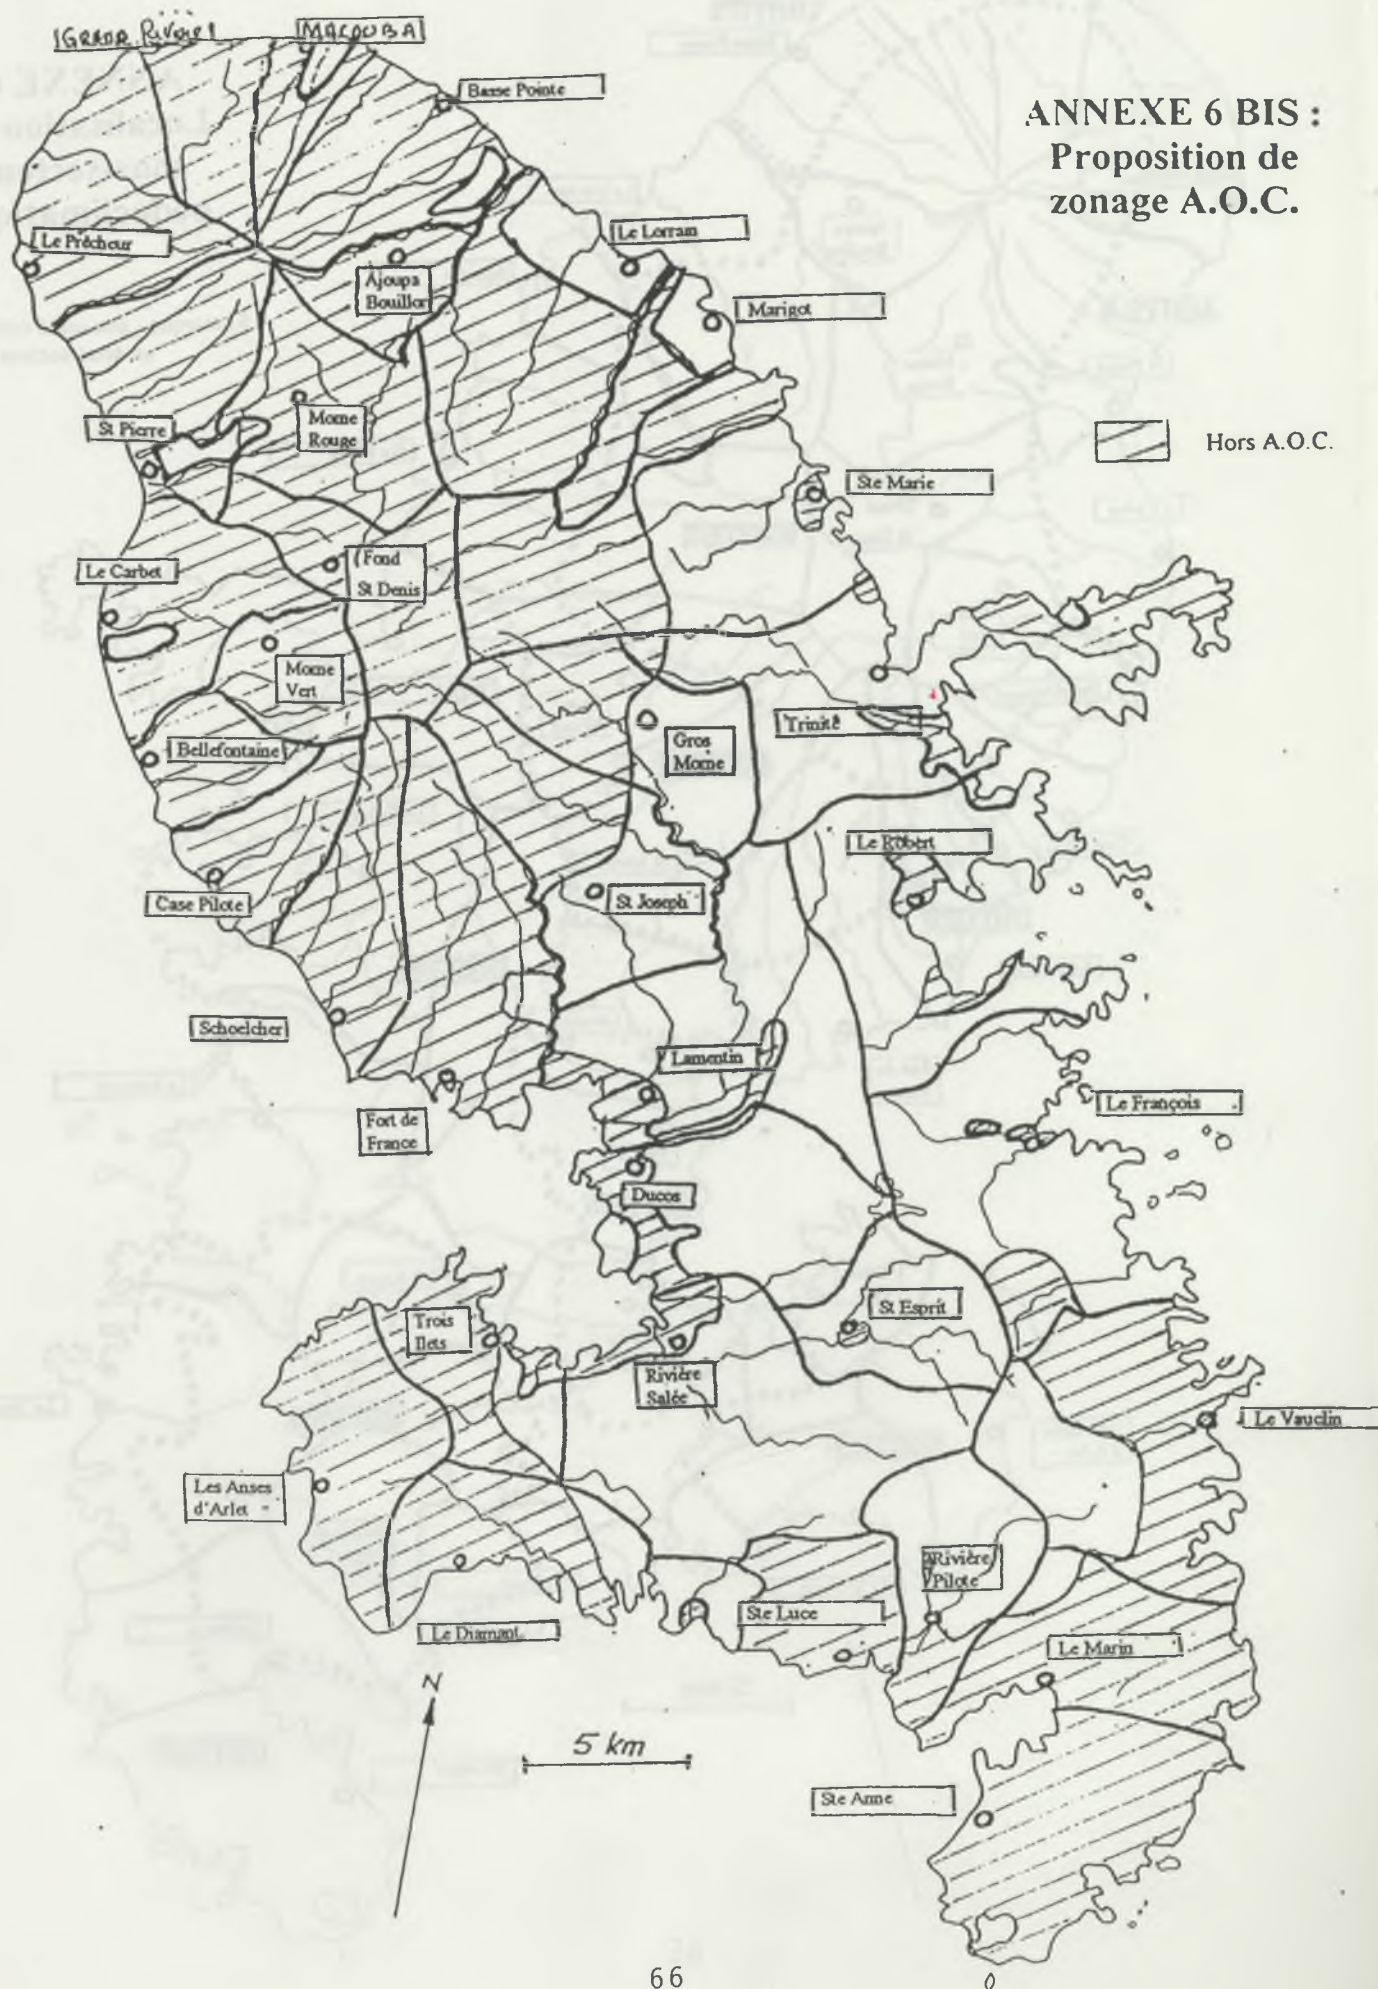 GRAND Rivière
MACOUBA
Basse Pointe
ANNEXE 6 BIS :
Proposition de
zonage A.O.C.
Le Prêcheur
Le Lorrain
Ajoupa
Bouillon
Marigot
St Pierre
Morne
Rouge
Hors A.O.C.
Ste Marie
Le Carbet
Fond
St Denis
Morne
Vert
Trinité
Gros
Morne
Bellefontaine
Le Robert
Case Pilote
St Joseph
Schoelcher
Lamentin
Le François
Fort de
France
Ducos
St Esprit
Trois
Ilets
Rivière
Salée
Le Vauclin
Les Anses
d'Arlet
Rivière
Pilote
Ste Luce
Le Diamant
Le Marin
N
5 km
Ste Anne
66